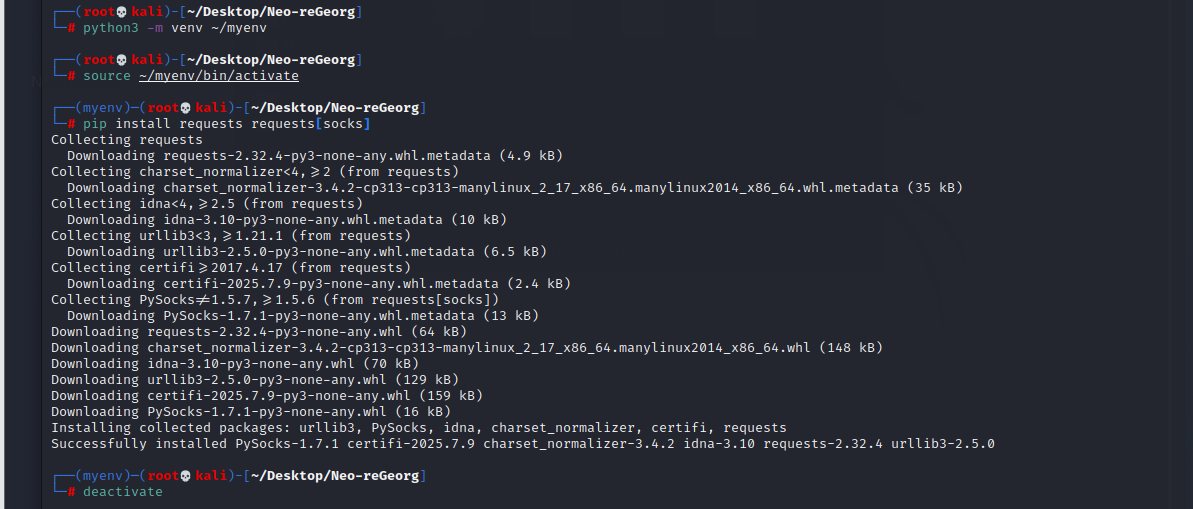 ┌──(root💀kali)-[~/Desktop/Neo-reGeorg]
└─# python3 -m venv ~/myenv
┌──(root💀kali)-[~/Desktop/Neo-reGeorg]
└─# source ~/myenv/bin/activate
┌──(myenv)─(root💀kali)-[~/Desktop/Neo-reGeorg]
└─# pip install requests requests[socks]
Collecting requests
  Downloading requests-2.32.4-py3-none-any.whl.metadata (4.9 kB)
Collecting charset_normalizer<4,≥2 (from requests)
  Downloading charset_normalizer-3.4.2-cp313-cp313-manylinux_2_17_x86_64.manylinux2014_x86_64.whl.metadata (35 kB)
Collecting idna<4,≥2.5 (from requests)
  Downloading idna-3.10-py3-none-any.whl.metadata (10 kB)
Collecting urllib3<3,≥1.21.1 (from requests)
  Downloading urllib3-2.5.0-py3-none-any.whl.metadata (6.5 kB)
Collecting certifi≥2017.4.17 (from requests)
  Downloading certifi-2025.7.9-py3-none-any.whl.metadata (2.4 kB)
Collecting PySocks≠1.5.7,≥1.5.6 (from requests[socks])
  Downloading PySocks-1.7.1-py3-none-any.whl.metadata (13 kB)
Downloading requests-2.32.4-py3-none-any.whl (64 kB)
Downloading charset_normalizer-3.4.2-cp313-cp313-manylinux_2_17_x86_64.manylinux2014_x86_64.whl (148 kB)
Downloading idna-3.10-py3-none-any.whl (70 kB)
Downloading urllib3-2.5.0-py3-none-any.whl (129 kB)
Downloading certifi-2025.7.9-py3-none-any.whl (159 kB)
Downloading PySocks-1.7.1-py3-none-any.whl (16 kB)
Installing collected packages: urllib3, PySocks, idna, charset_normalizer, certifi, requests
Successfully installed PySocks-1.7.1 certifi-2025.7.9 charset_normalizer-3.4.2 idna-3.10 requests-2.32.4 urllib3-2.5.0
┌──(myenv)─(root💀kali)-[~/Desktop/Neo-reGeorg]
└─# deactivate